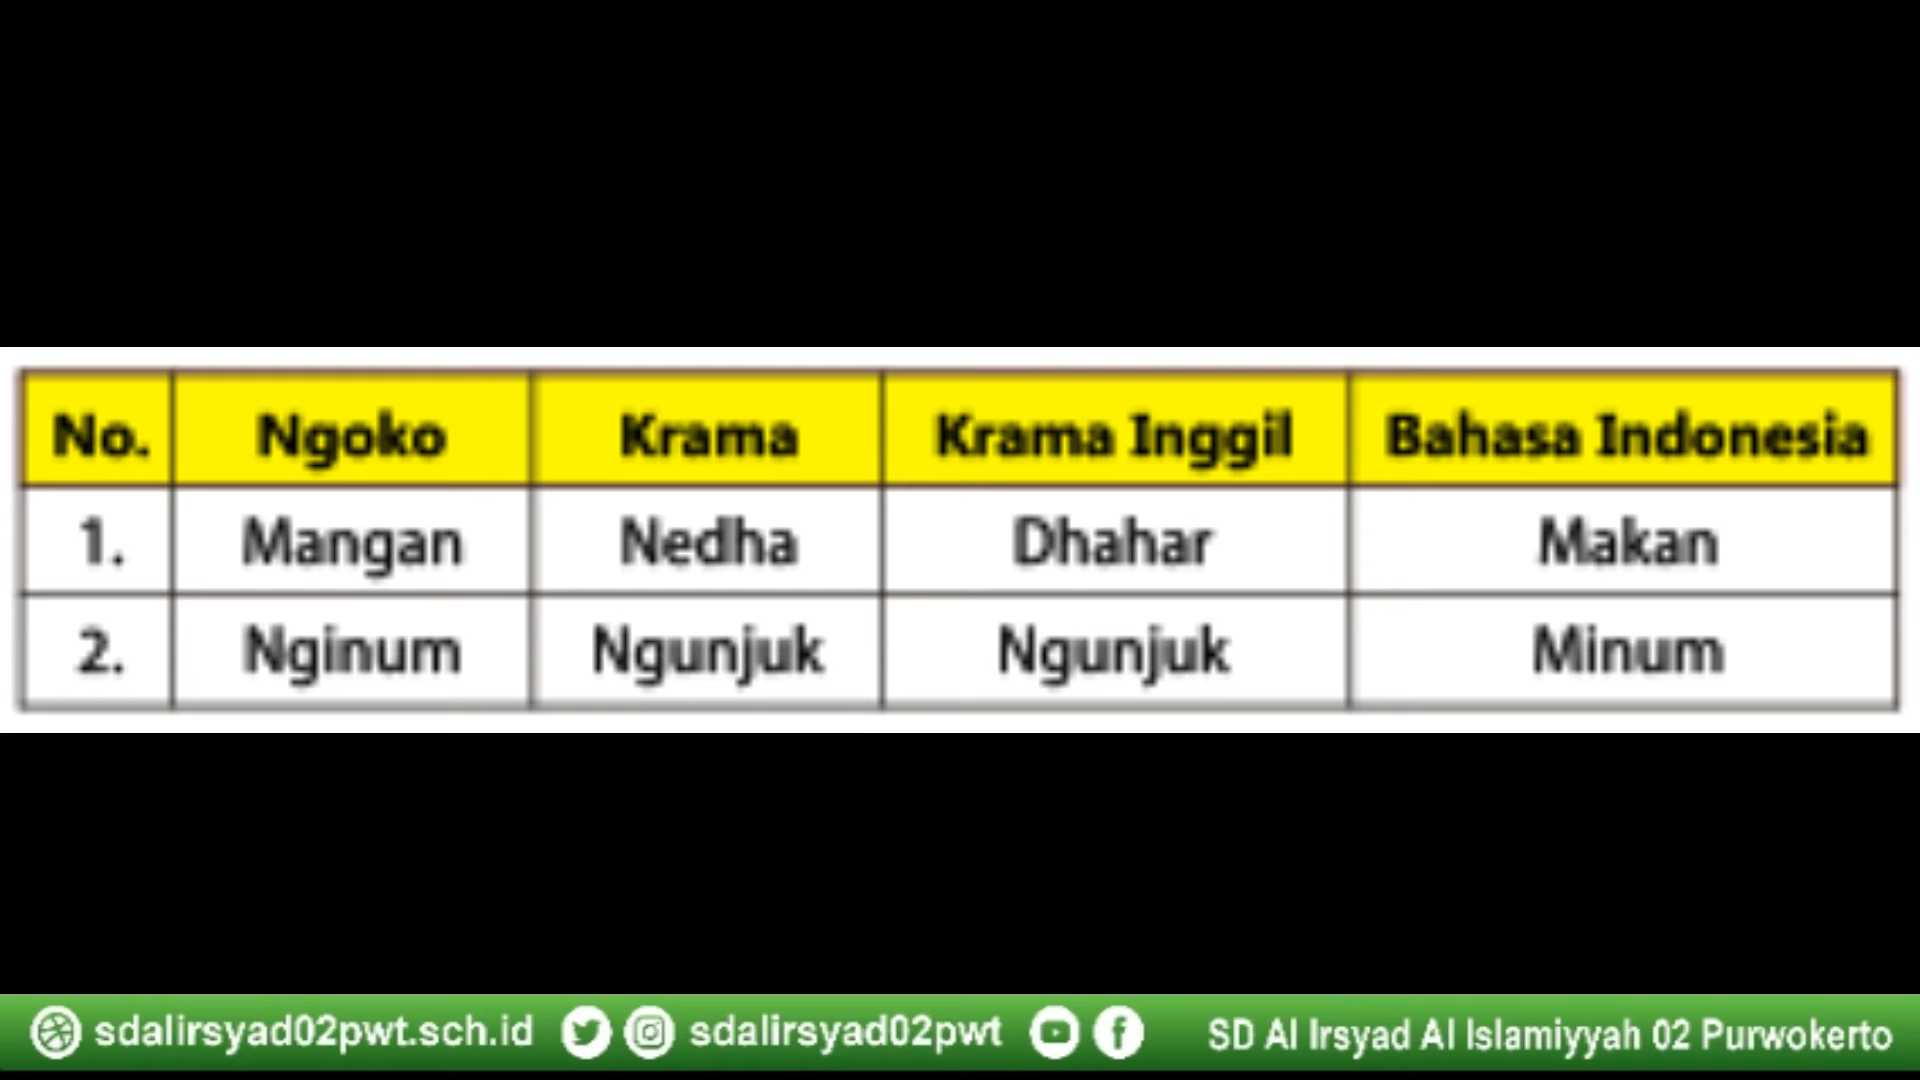 No. Ngoko Krama Krama Inggil Bahasa Indonesia
1. Mangan Nedha Dhahar Makan
2. Nginum Ngunjuk Ngunjuk Minum
sdalirsyad02pwt.sch.id sdalirsyad02pwt SD Al Irsyad Al Islamiyyah 02 Purwokerto